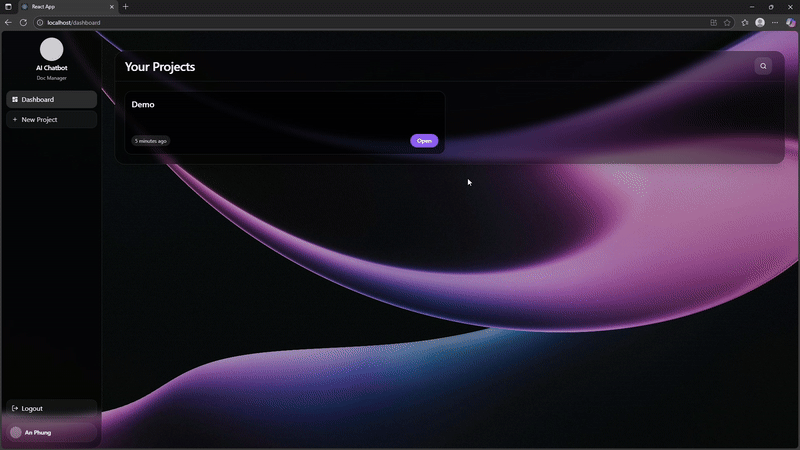 React App
localhost/dashboard
AI Chatbot
Doc Manager
Dashboard
New Project
Your Projects
Demo
5 minutes ago
Open
Logout
An Phung